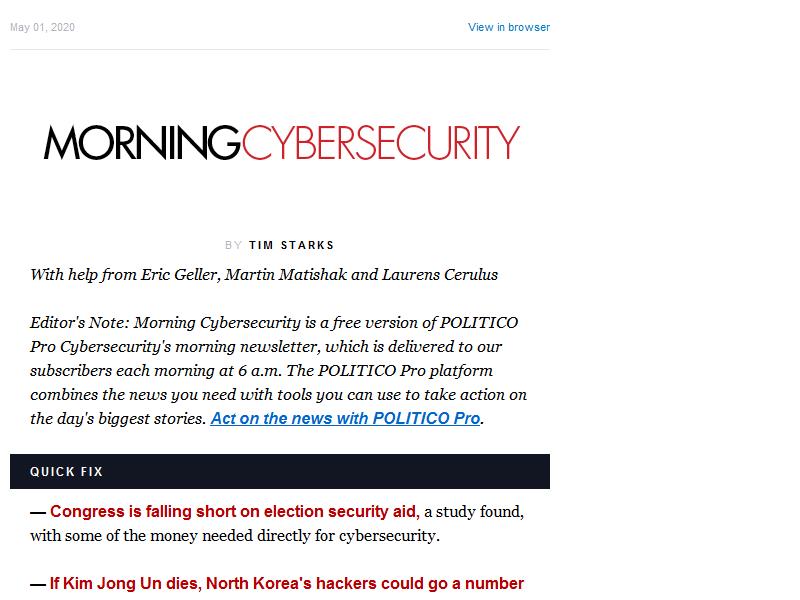 May 01, 2020
View in browser
MORNINGCYBERSECURITY
BY TIM STARKS
With help from Eric Geller, Martin Matishak and Laurens Cerulus
Editor's Note: Morning Cybersecurity is a free version of POLITICO
Pro Cybersecurity's morning newsletter, which is delivered to our
subscribers each morning at 6 a.m. The POLITICO Pro platform
combines the news you need with tools you can use to take action on
the day's biggest stories. Act on the news with POLITICO Pro.
QUICK FIX
— Congress is falling short on election security aid, a study found,
with some of the money needed directly for cybersecurity.
— If Kim Jong Un dies, North Korea's hackers could go a number